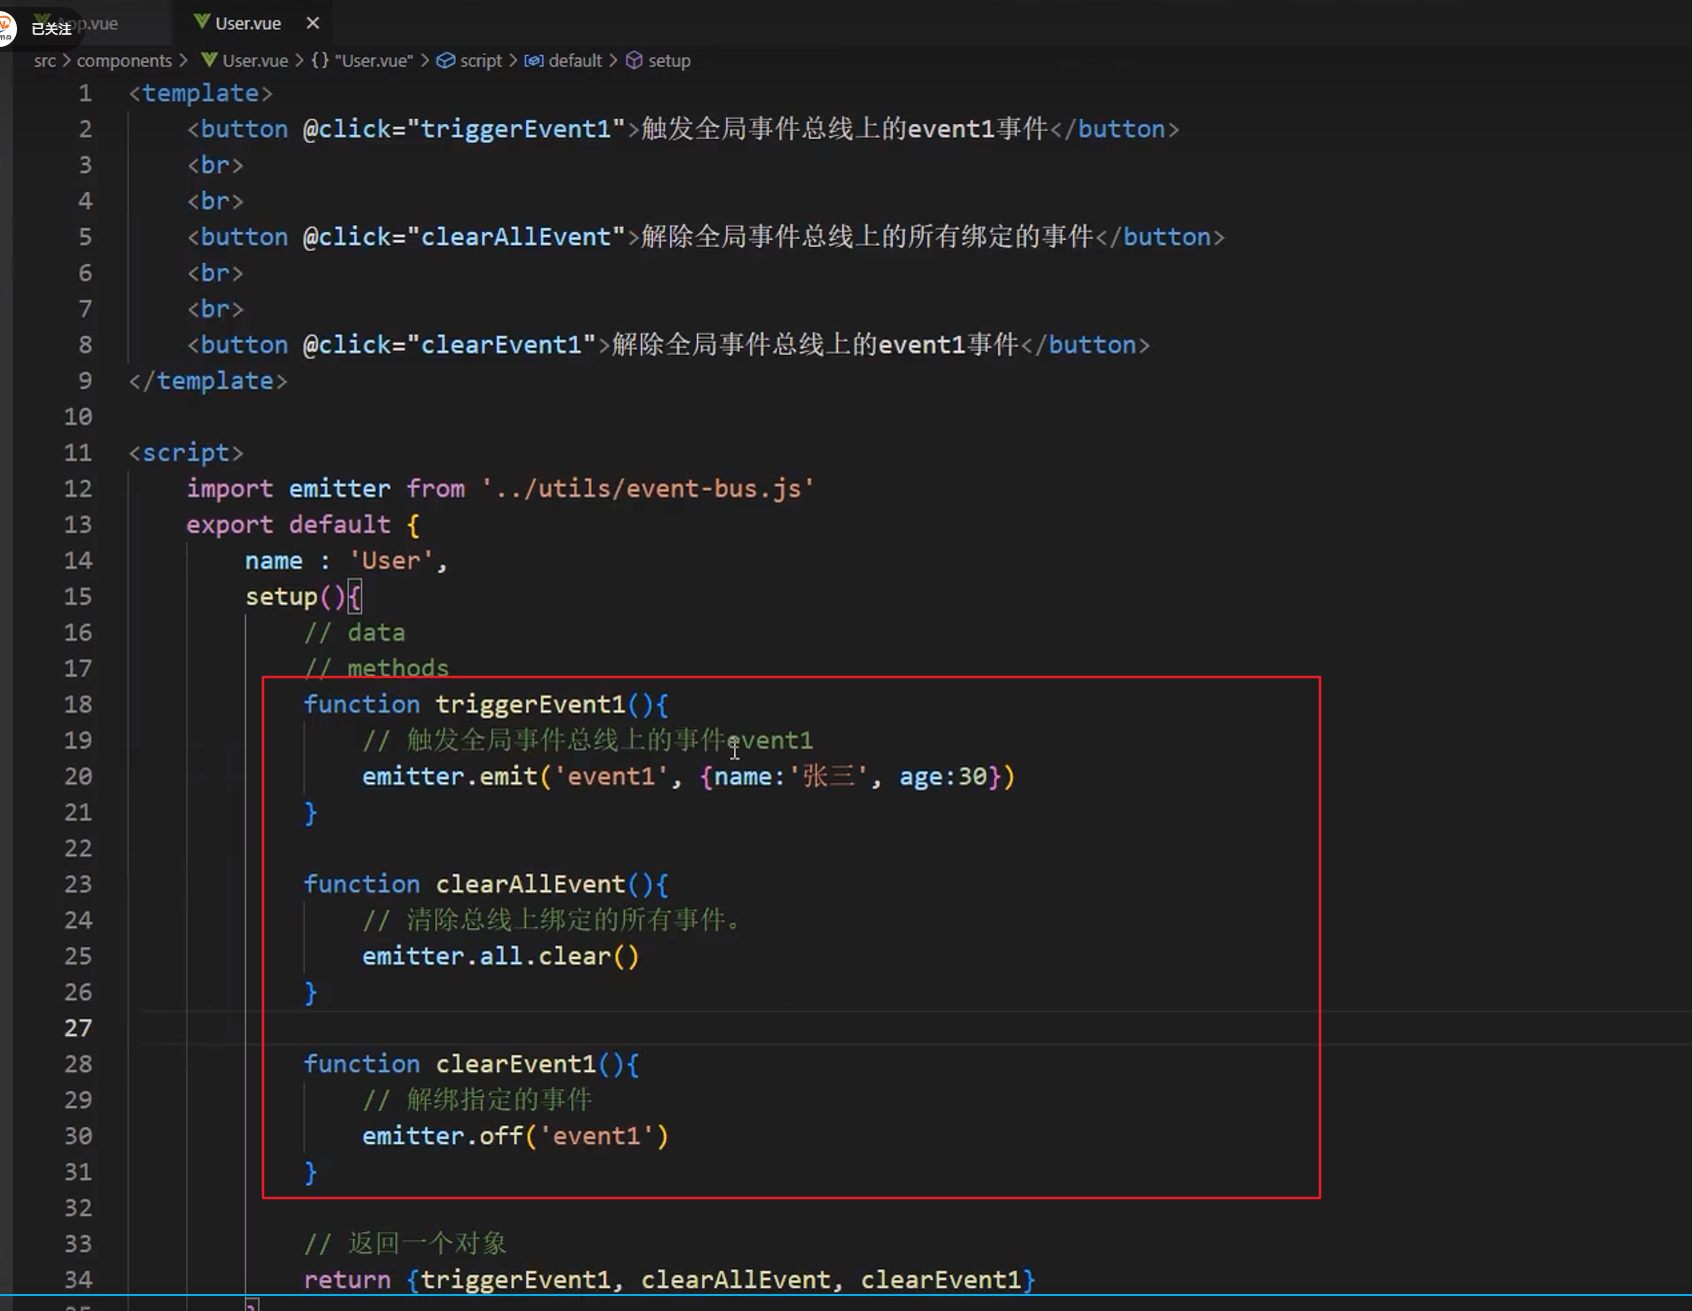 App.vue
User.vue
已关注
src > components > User.vue > {} "User.vue" > script > default > setup
1 <template>
2 <button @click="triggerEvent1">触发全局事件总线上的event1事件</button>
3 <br>
4 <br>
5 <button @click="clearAllEvent">解除全局事件总线上的所有绑定的事件</button>
6 <br>
7 <br>
8 <button @click="clearEvent1">解除全局事件总线上的event1事件</button>
9 </template>
10
11 <script>
12 import emitter from '../utils/event-bus.js'
13 export default {
14 name : 'User',
15 setup(){
16 // data
17 // methods
18 function triggerEvent1(){
19 // 触发全局事件总线上的事件event1
20 emitter.emit('event1', {name:'张三', age:30})
21 }
22
23 function clearAllEvent(){
24 // 清除总线上绑定的所有事件。
25 emitter.all.clear()
26 }
27
28 function clearEvent1(){
29 // 解绑指定的事件
30 emitter.off('event1')
31 }
32
33 // 返回一个对象
34 return {triggerEvent1, clearAllEvent, clearEvent1}